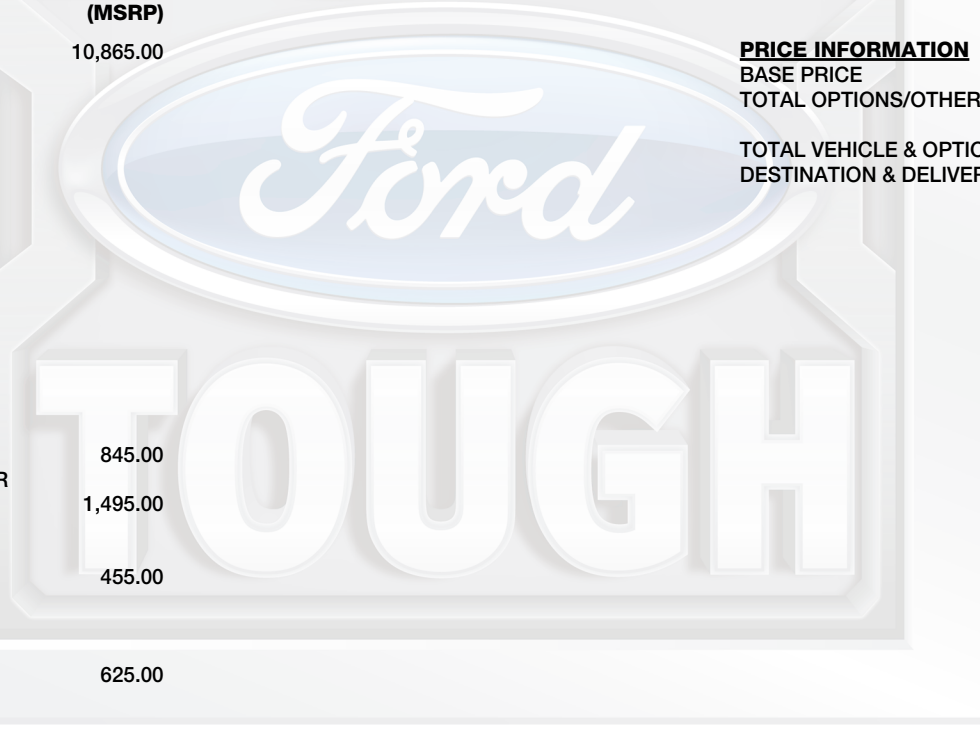 (MSRP)
10,865.00
PRICE INFORMATION
BASE PRICE
TOTAL OPTIONS/OTHER
TOTAL VEHICLE & OPTIO
DESTINATION & DELIVER
Ford
TOUGH
845.00
R
1,495.00
455.00
625.00